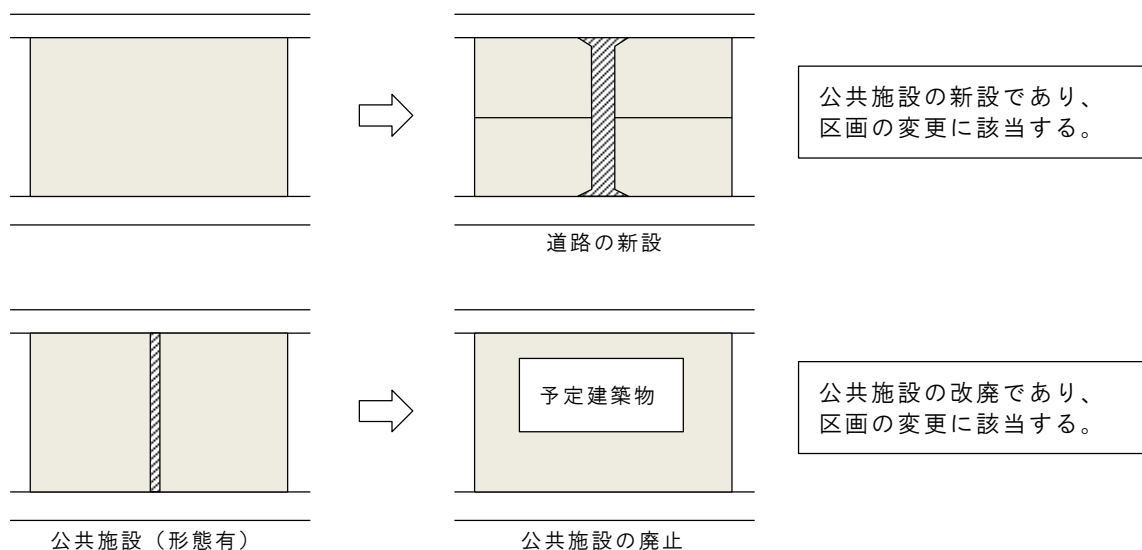 公共施設の新設であり、
区画の変更に該当する。
道路の新設
予定建築物
公共施設の改廃であり、
区画の変更に該当する。
公共施設（形態有）
公共施設の廃止